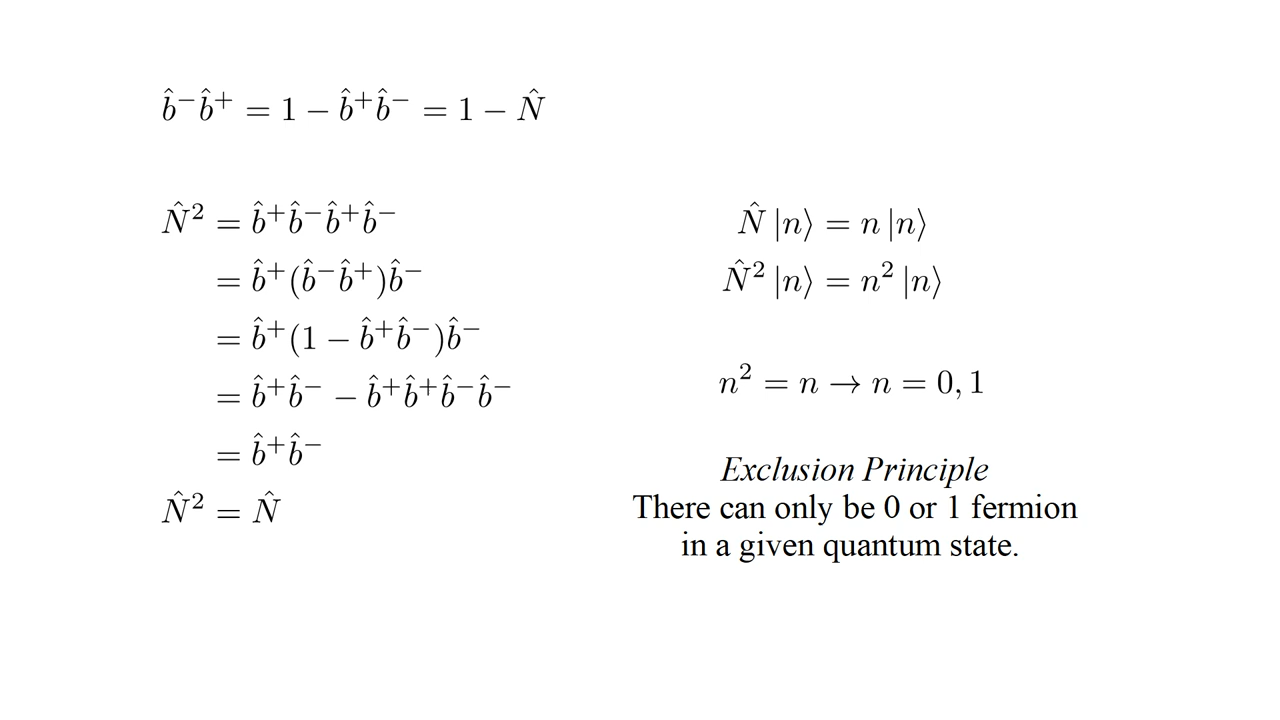 b̂⁻b̂⁺ = 1 − b̂⁺b̂⁻ = 1 − N̂
N̂² = b̂⁺b̂⁻b̂⁺b̂⁻
= b̂⁺(b̂⁻b̂⁺)b̂⁻
= b̂⁺(1 − b̂⁺b̂⁻)b̂⁻
= b̂⁺b̂⁻ − b̂⁺b̂⁺b̂⁻b̂⁻
= b̂⁺b̂⁻
N̂² = N̂
N̂ |n⟩ = n |n⟩
N̂² |n⟩ = n² |n⟩
n² = n → n = 0, 1
Exclusion Principle
There can only be 0 or 1 fermion
in a given quantum state.